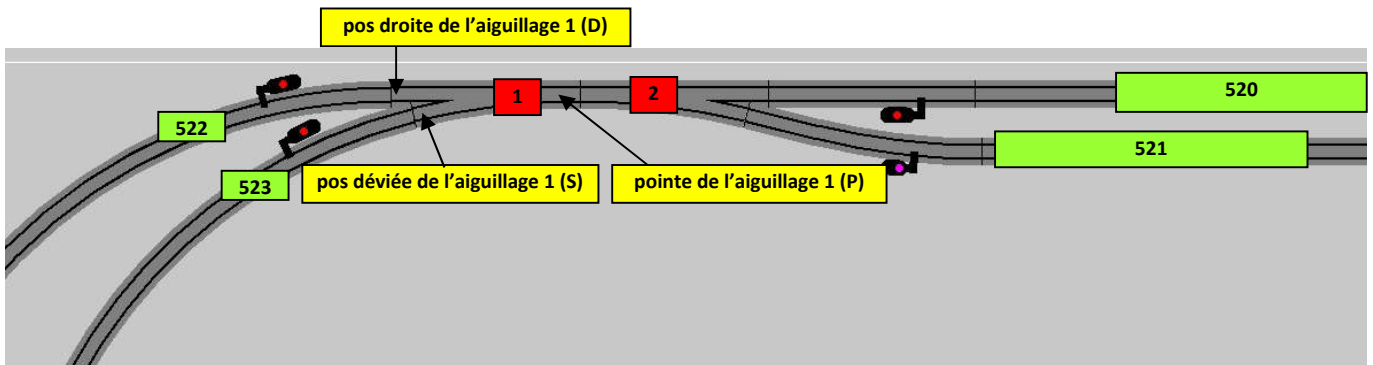 pos droite de l'aiguillage 1 (D)
1
2
520
522
521
523
pos déviée de l'aiguillage 1 (S)
pointe de l'aiguillage 1 (P)